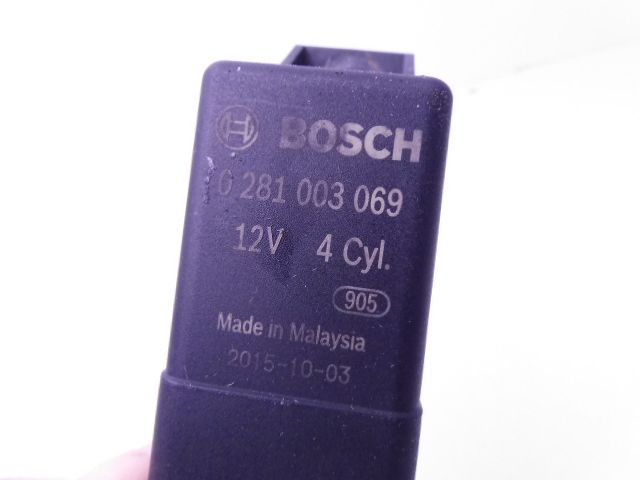 BOSCH
0 281 003 069
12V 4 Cyl.
905
Made in Malaysia
2015-10-03